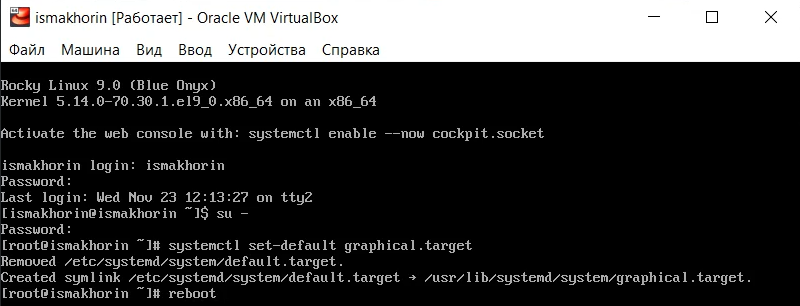 ismakhorin [Работает] - Oracle VM VirtualBox
Файл Машина Вид Ввод Устройства Справка
Rocky Linux 9.0 (Blue Onyx)
Kernel 5.14.0-70.30.1.el9_0.x86_64 on an x86_64
Activate the web console with: systemctl enable --now cockpit.socket
ismakhorin login: ismakhorin
Password:
Last login: Wed Nov 23 12:13:27 on tty2
[ismakhorin@ismakhorin ~]$ su -
Password:
[root@ismakhorin ~]# systemctl set-default graphical.target
Removed /etc/systemd/system/default.target.
Created symlink /etc/systemd/system/default.target → /usr/lib/systemd/system/graphical.target.
[root@ismakhorin ~]# reboot